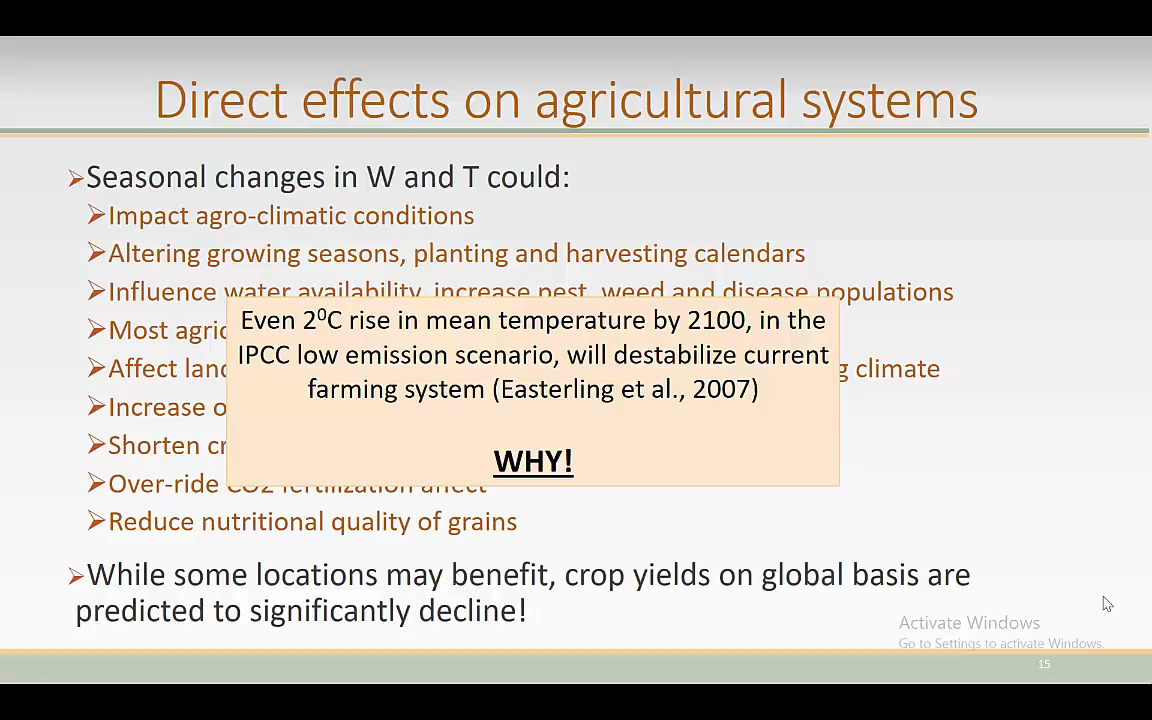 Direct effects on agricultural systems
Seasonal changes in W and T could:
Impact agro-climatic conditions
Altering growing seasons, planting and harvesting calendars
Influence water availability, increase pest, weed and disease populations
Most
Affect climate
Increase
Shorten
Over-ride CO2 fertilization affect
Reduce nutritional quality of grains
Even 2⁰C rise in mean temperature by 2100, in the
IPCC low emission scenario, will destabilize current
farming system (Easterling et al., 2007)
WHY!
While some locations may benefit, crop yields on global basis are
predicted to significantly decline!
Activate Windows
Go to Settings to activate Windows.
15